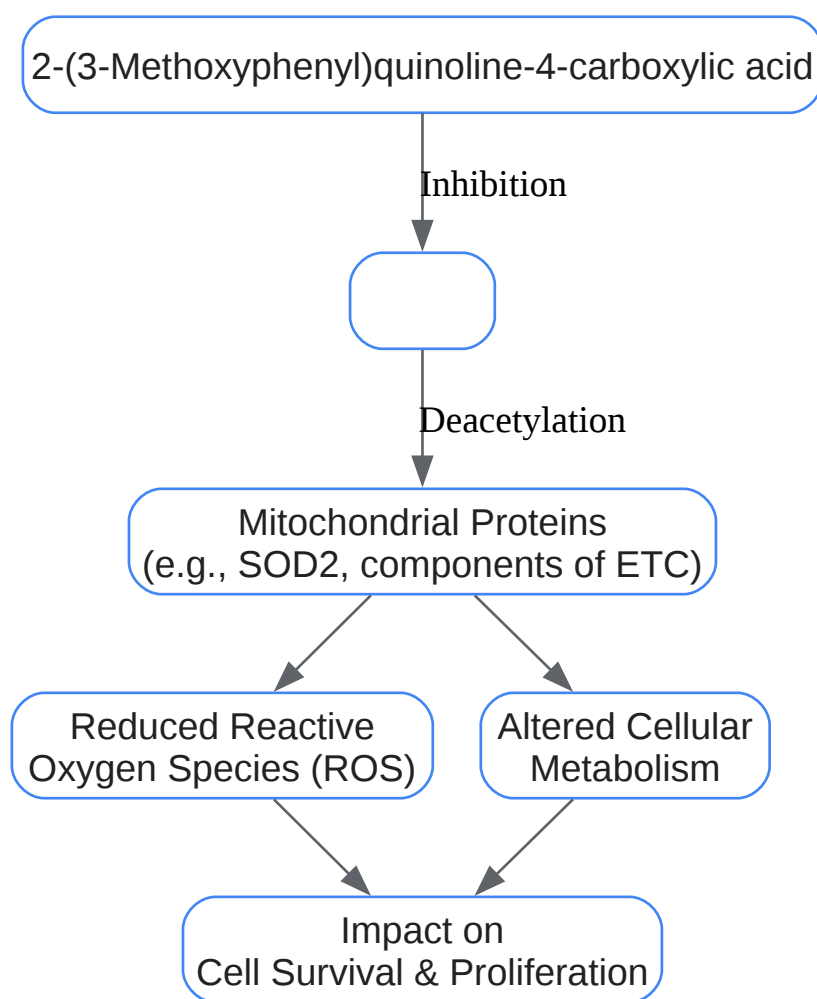 2-(3-Methoxyphenyl)quinoline-4-carboxylic acid
Inhibition
Deacetylation
Mitochondrial Proteins
(e.g., SOD2, components of ETC)
Reduced Reactive
Oxygen Species (ROS)
Altered Cellular
Metabolism
Impact on
Cell Survival & Proliferation